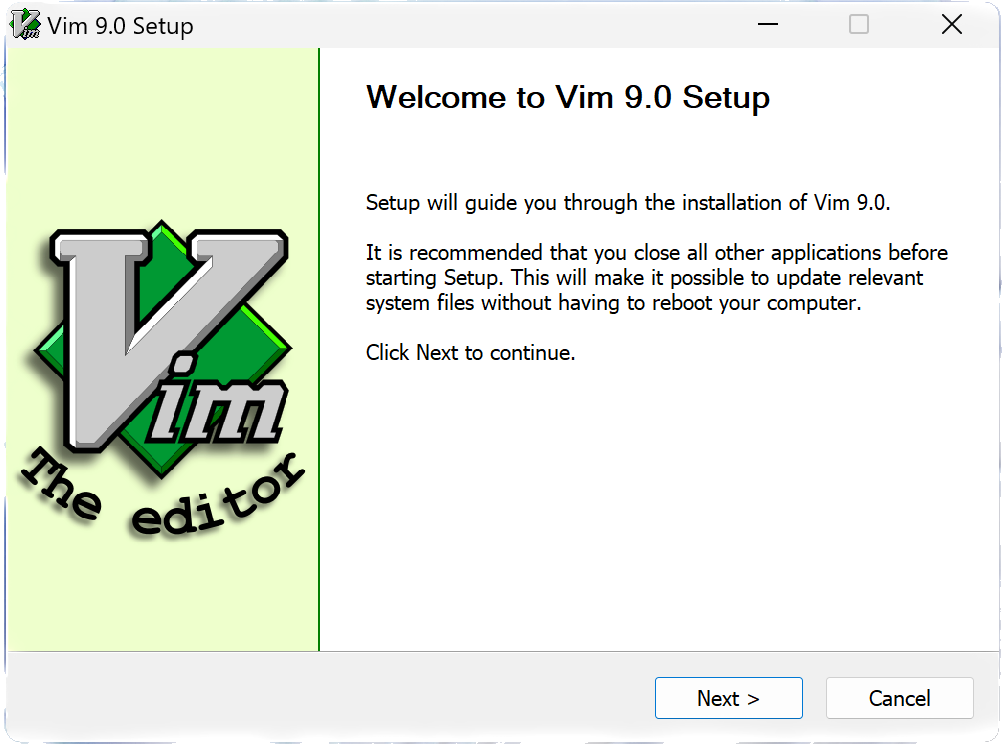 Vim 9.0 Setup
Welcome to Vim 9.0 Setup
Setup will guide you through the installation of Vim 9.0.
It is recommended that you close all other applications before
starting Setup. This will make it possible to update relevant
system files without having to reboot your computer.
Click Next to continue.
Vim
The editor
Next >
Cancel